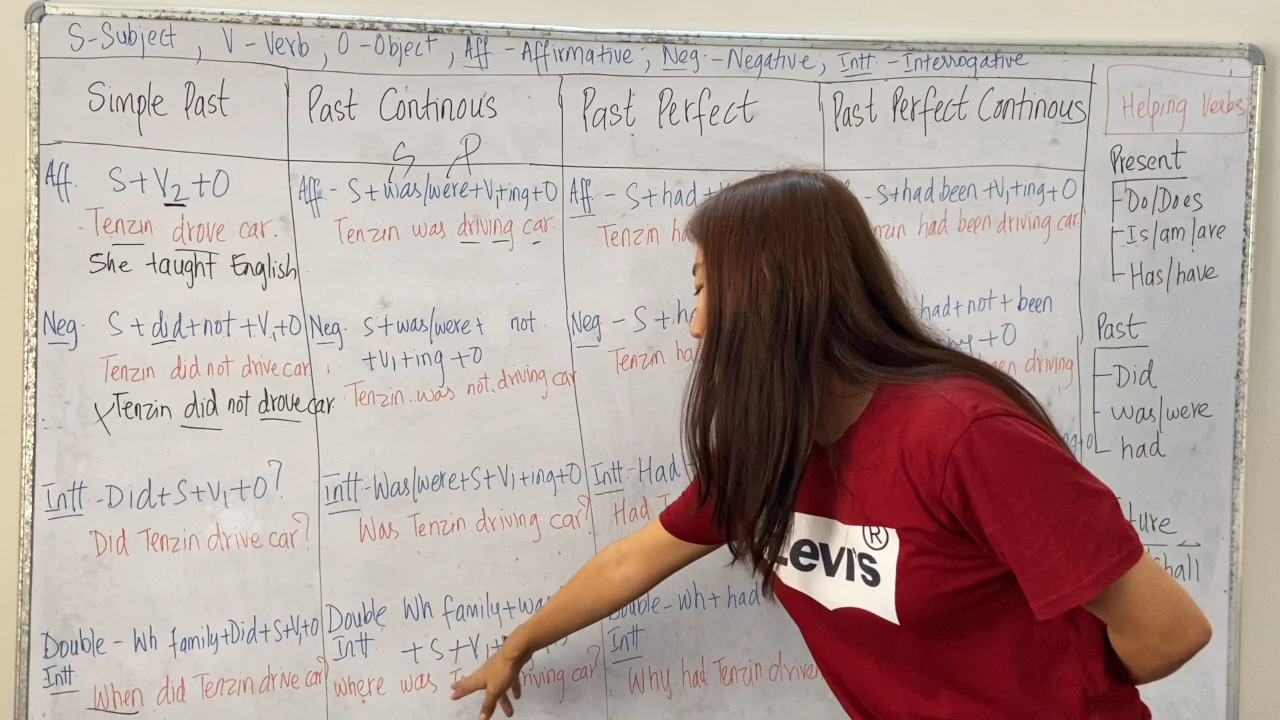 S-Subject, V-Verb, O-Object, Aff-Affirmative, Neg.-Negative, Intt-Interrogative
Simple Past
Aff. S+V2+O
Tenzin drove car.
She taught English
Neg. S+did+not+V1+O
Tenzin did not drive car
X Tenzin did not drove car.
Intt-Did+S+V1+O?
Did Tenzin drive car?
Double - Wh family+Did+S+V1+O
Intt
When did Tenzin drive car?
Past Continous
S P
Aff.- S+was/were+V1+ing+O
Tenzin was driving car
Neg. S+was/were+ not
+V1+ing+O
Tenzin was not driving car
Intt-Was/were+S+V1+ing+O
Was Tenzin driving car?
Double Wh family+
Intt +S+V1+
where was driving car?
Past Perfect
Aff - S+had+
Tenzin
Neg - S+
Tenzin
Intt-Had
Had
Double-Wh+had
Intt
Why had Tenzin driven
Past Perfect Continous
- S+had been+V1+ing+O
had been driving car
had+not+been
+O
driving
Helping Verbs
Present
Do/Does
Is/am/are
Has/have
Past
Did
was/were
had
shall
Levi's®